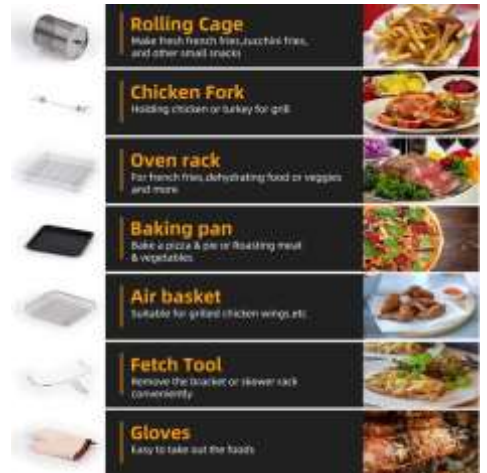 Rolling Cage
Make fresh french fries,zucchini fries,
and other small snacks
Chicken Fork
Holding chicken or turkey for grill
Oven rack
For french fries,dehydrating food or veggies
and more
Baking pan
Bake a pizza & pie or Roasting meat
& vegetables
Air basket
Suitable for grilled chicken wings,etc
Fetch Tool
Remove the bracket or skower rack
conveniently
Gloves
Easy to take out the foods